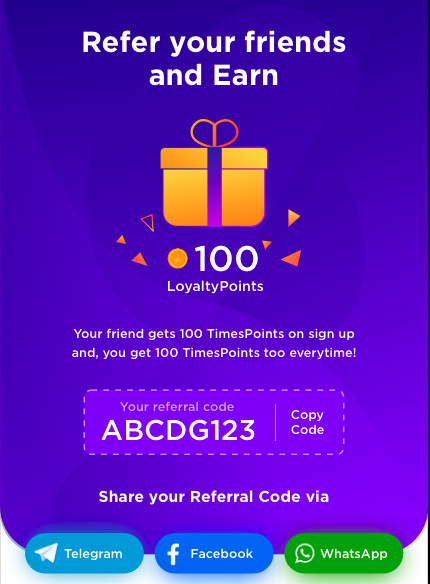 Refer your friends
and Earn
100
LoyaltyPoints
Your friend gets 100 TimesPoints on sign up
and, you get 100 TimesPoints too everytime!
Your referral code
ABCDG123
Copy
Code
Share your Referral Code via
Telegram
Facebook
WhatsApp